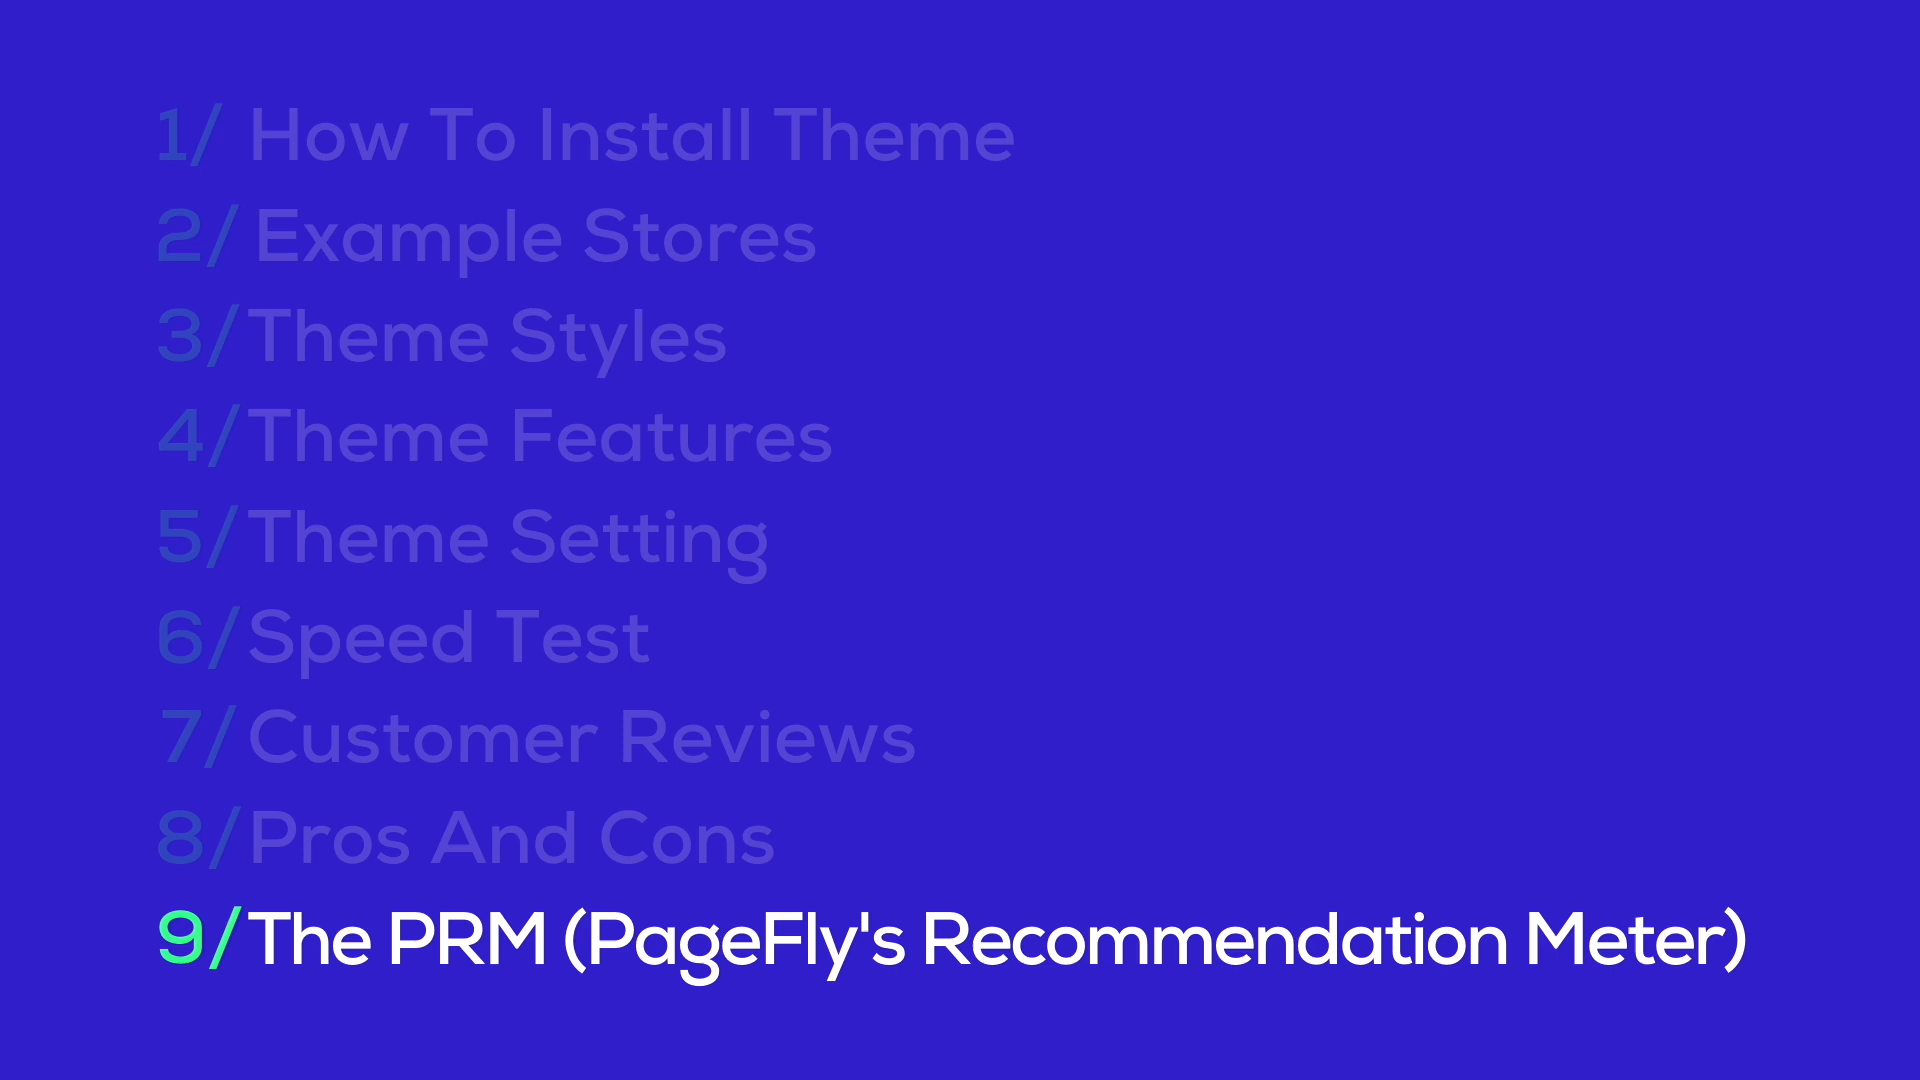 1/ How To Install Theme
2/ Example Stores
3/ Theme Styles
4/ Theme Features
5/ Theme Setting
6/ Speed Test
7/ Customer Reviews
8/ Pros And Cons
9/ The PRM (PageFly's Recommendation Meter)